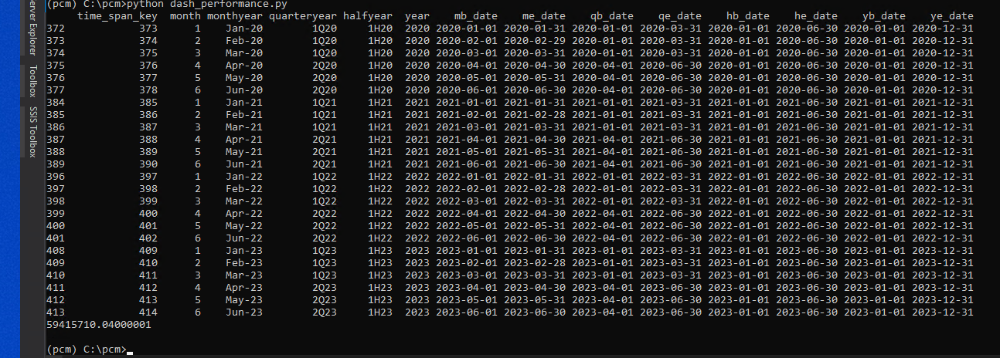 (pcm) C:\pcm>python dash_performance.py
time_span_key month monthyear quarteryear halfyear year mb_date me_date qb_date qe_date hb_date he_date yb_date ye_date
372 373 1 Jan-20 1Q20 1H20 2020 2020-01-01 2020-01-31 2020-01-01 2020-03-31 2020-01-01 2020-06-30 2020-01-01 2020-12-31
373 374 2 Feb-20 1Q20 1H20 2020 2020-02-01 2020-02-29 2020-01-01 2020-03-31 2020-01-01 2020-06-30 2020-01-01 2020-12-31
374 375 3 Mar-20 1Q20 1H20 2020 2020-03-01 2020-03-31 2020-01-01 2020-03-31 2020-01-01 2020-06-30 2020-01-01 2020-12-31
375 376 4 Apr-20 2Q20 1H20 2020 2020-04-01 2020-04-30 2020-04-01 2020-06-30 2020-01-01 2020-06-30 2020-01-01 2020-12-31
376 377 5 May-20 2Q20 1H20 2020 2020-05-01 2020-05-31 2020-04-01 2020-06-30 2020-01-01 2020-06-30 2020-01-01 2020-12-31
377 378 6 Jun-20 2Q20 1H20 2020 2020-06-01 2020-06-30 2020-04-01 2020-06-30 2020-01-01 2020-06-30 2020-01-01 2020-12-31
384 385 1 Jan-21 1Q21 1H21 2021 2021-01-01 2021-01-31 2021-01-01 2021-03-31 2021-01-01 2021-06-30 2021-01-01 2021-12-31
385 386 2 Feb-21 1Q21 1H21 2021 2021-02-01 2021-02-28 2021-01-01 2021-03-31 2021-01-01 2021-06-30 2021-01-01 2021-12-31
386 387 3 Mar-21 1Q21 1H21 2021 2021-03-01 2021-03-31 2021-01-01 2021-03-31 2021-01-01 2021-06-30 2021-01-01 2021-12-31
387 388 4 Apr-21 2Q21 1H21 2021 2021-04-01 2021-04-30 2021-04-01 2021-06-30 2021-01-01 2021-06-30 2021-01-01 2021-12-31
388 389 5 May-21 2Q21 1H21 2021 2021-05-01 2021-05-31 2021-04-01 2021-06-30 2021-01-01 2021-06-30 2021-01-01 2021-12-31
389 390 6 Jun-21 2Q21 1H21 2021 2021-06-01 2021-06-30 2021-04-01 2021-06-30 2021-01-01 2021-06-30 2021-01-01 2021-12-31
396 397 1 Jan-22 1Q22 1H22 2022 2022-01-01 2022-01-31 2022-01-01 2022-03-31 2022-01-01 2022-06-30 2022-01-01 2022-12-31
397 398 2 Feb-22 1Q22 1H22 2022 2022-02-01 2022-02-28 2022-01-01 2022-03-31 2022-01-01 2022-06-30 2022-01-01 2022-12-31
398 399 3 Mar-22 1Q22 1H22 2022 2022-03-01 2022-03-31 2022-01-01 2022-03-31 2022-01-01 2022-06-30 2022-01-01 2022-12-31
399 400 4 Apr-22 2Q22 1H22 2022 2022-04-01 2022-04-30 2022-04-01 2022-06-30 2022-01-01 2022-06-30 2022-01-01 2022-12-31
400 401 5 May-22 2Q22 1H22 2022 2022-05-01 2022-05-31 2022-04-01 2022-06-30 2022-01-01 2022-06-30 2022-01-01 2022-12-31
401 402 6 Jun-22 2Q22 1H22 2022 2022-06-01 2022-06-30 2022-04-01 2022-06-30 2022-01-01 2022-06-30 2022-01-01 2022-12-31
408 409 1 Jan-23 1Q23 1H23 2023 2023-01-01 2023-01-31 2023-01-01 2023-03-31 2023-01-01 2023-06-30 2023-01-01 2023-12-31
409 410 2 Feb-23 1Q23 1H23 2023 2023-02-01 2023-02-28 2023-01-01 2023-03-31 2023-01-01 2023-06-30 2023-01-01 2023-12-31
410 411 3 Mar-23 1Q23 1H23 2023 2023-03-01 2023-03-31 2023-01-01 2023-03-31 2023-01-01 2023-06-30 2023-01-01 2023-12-31
411 412 4 Apr-23 2Q23 1H23 2023 2023-04-01 2023-04-30 2023-04-01 2023-06-30 2023-01-01 2023-06-30 2023-01-01 2023-12-31
412 413 5 May-23 2Q23 1H23 2023 2023-05-01 2023-05-31 2023-04-01 2023-06-30 2023-01-01 2023-06-30 2023-01-01 2023-12-31
413 414 6 Jun-23 2Q23 1H23 2023 2023-06-01 2023-06-30 2023-04-01 2023-06-30 2023-01-01 2023-06-30 2023-01-01 2023-12-31
59415710.04000001
(pcm) C:\pcm>
Explorer
Toolbox
SSIS Toolbox